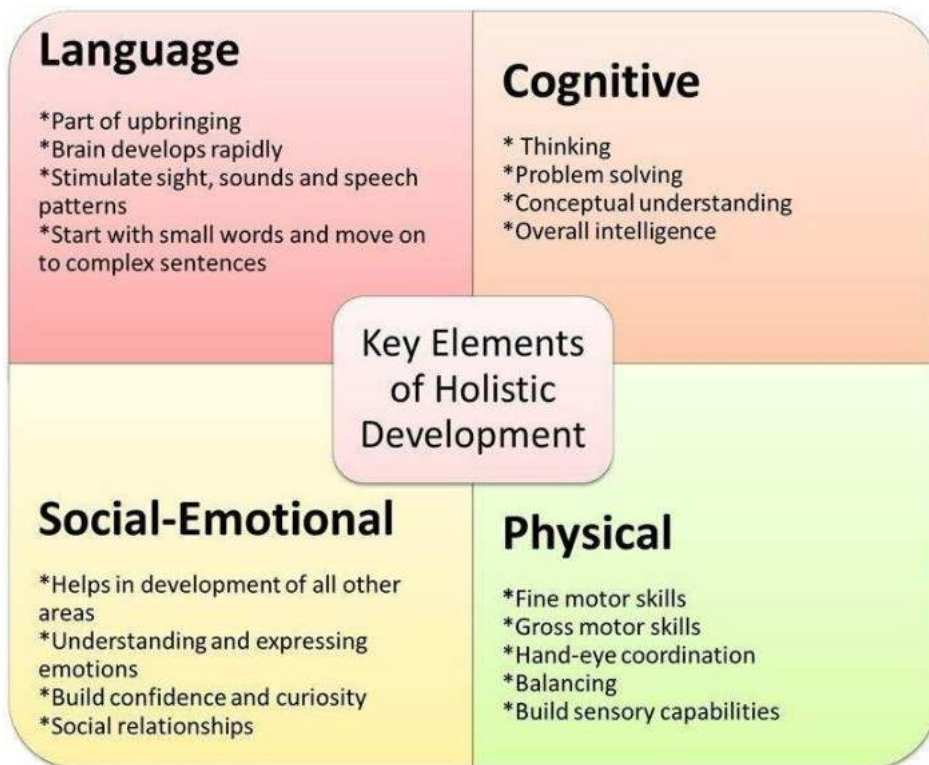 Language
*Part of upbringing
*Brain develops rapidly
*Stimulate sight, sounds and speech
patterns
*Start with small words and move on
to complex sentences
Cognitive
* Thinking
*Problem solving
*Conceptual understanding
*Overall intelligence
Key Elements
of Holistic
Development
Social-Emotional
*Helps in development of all other
areas
*Understanding and expressing
emotions
*Build confidence and curiosity
*Social relationships
Physical
*Fine motor skills
*Gross motor skills
*Hand-eye coordination
*Balancing
*Build sensory capabilities